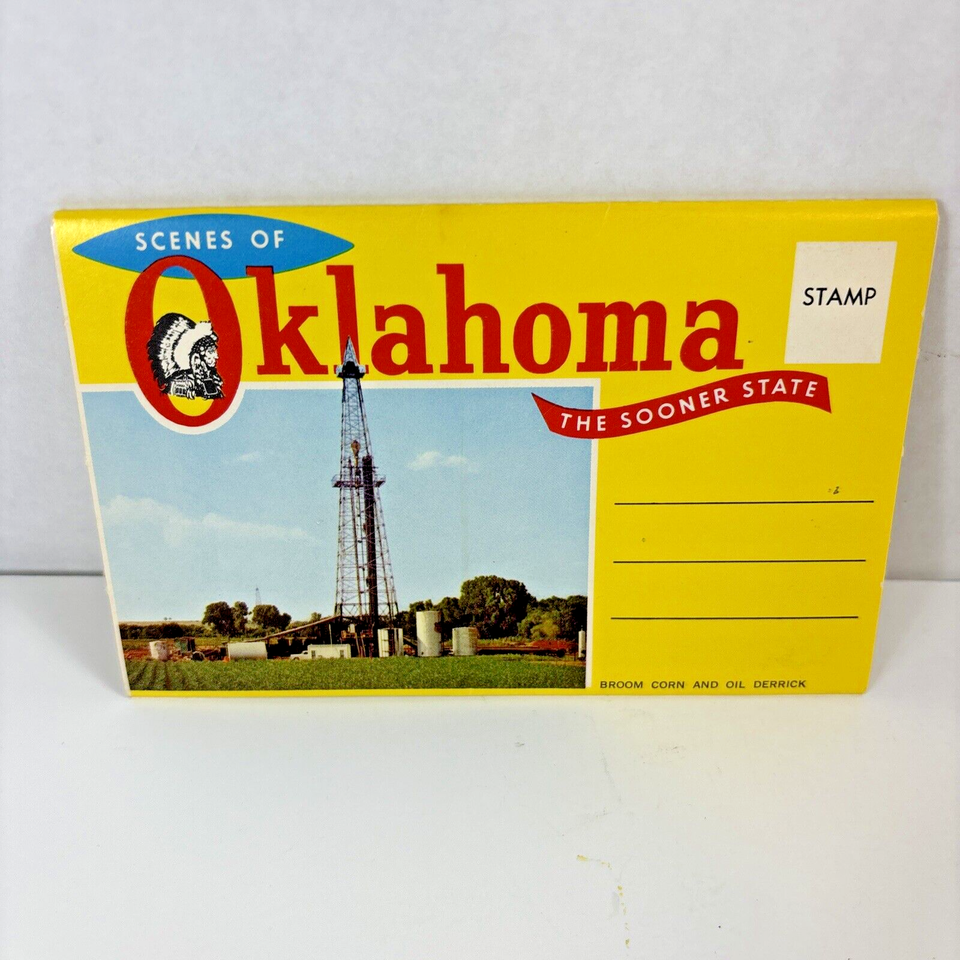 SCENES OF
Oklahoma
STAMP
THE SOONER STATE
BROOM CORN AND OIL DERRICK